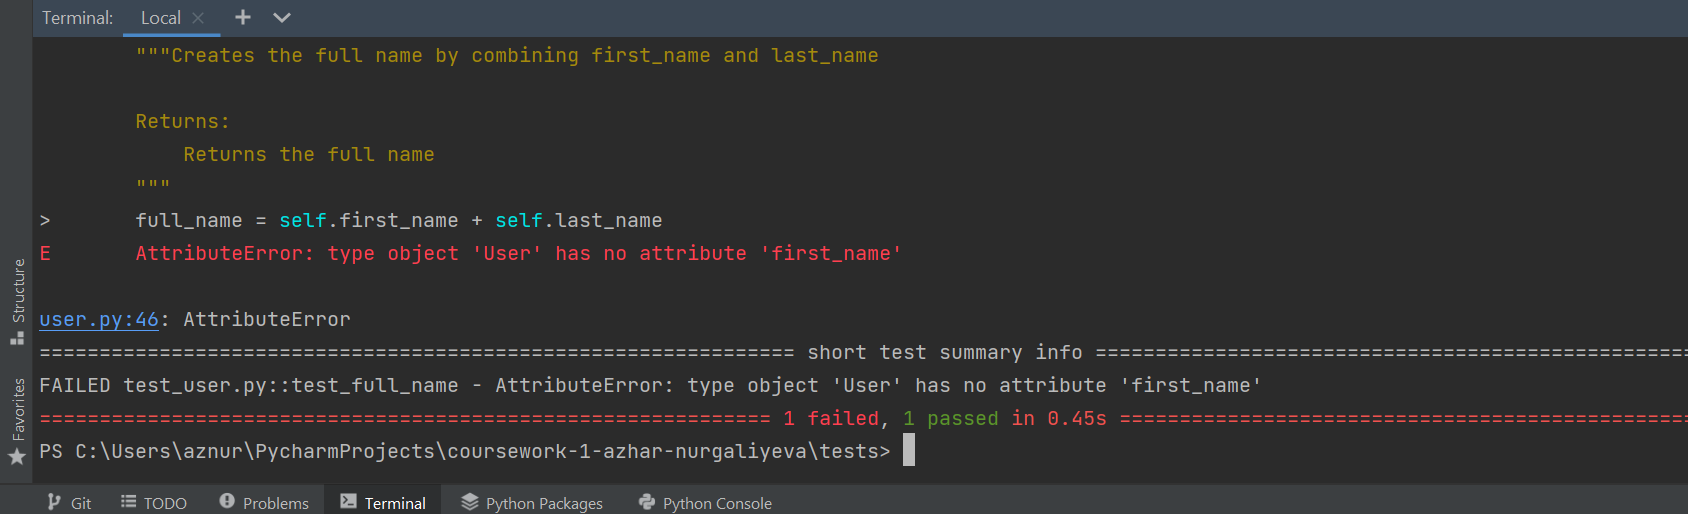 Terminal: Local
"""Creates the full name by combining first_name and last_name
Returns:
Returns the full name
"""
> full_name = self.first_name + self.last_name
E AttributeError: type object 'User' has no attribute 'first_name'
user.py:46: AttributeError
=============================================================== short test summary info ==================================================
FAILED test_user.py::test_full_name - AttributeError: type object 'User' has no attribute 'first_name'
============================================================= 1 failed, 1 passed in 0.45s ================================================
PS C:\Users\aznur\PycharmProjects\coursework-1-azhar-nurgaliyeva\tests>
Structure
Favorites
Git TODO Problems Terminal Python Packages Python Console